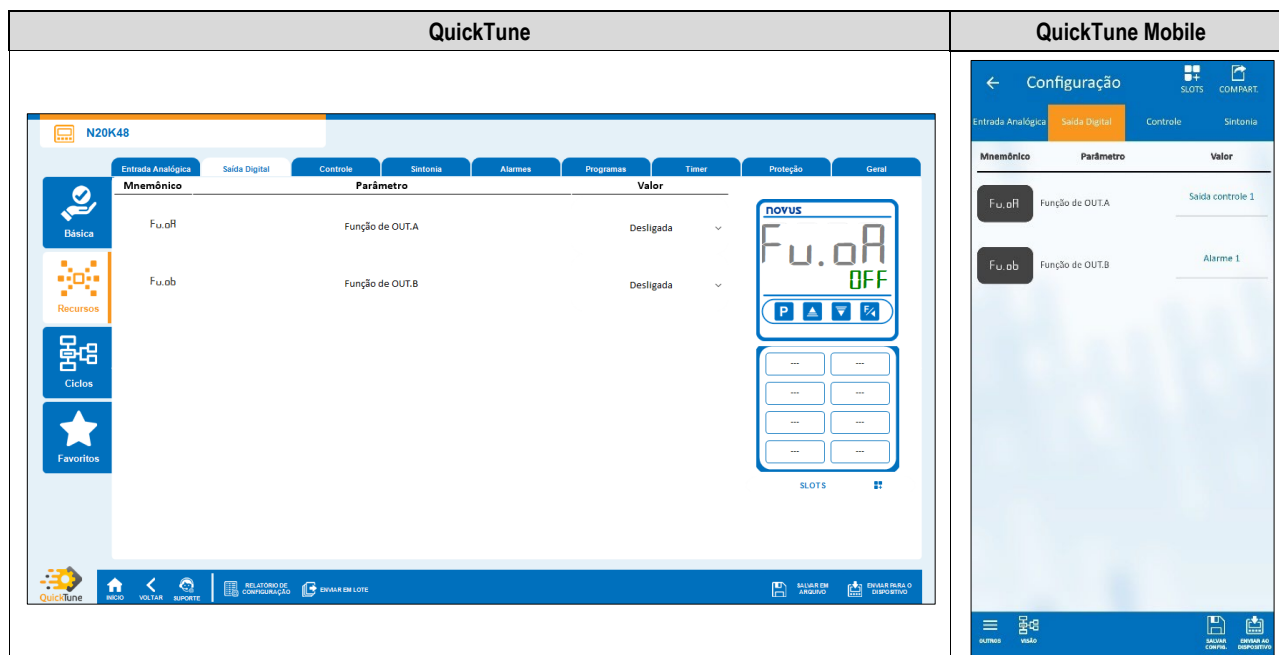 QuickTune
QuickTune Mobile
N20K48
Entrada Analógica Saída Digital Controle Sintonia Alarmes Programas Timer Proteção Geral
Mnemônico Parâmetro Valor
Básica
Recursos
Ciclos
Favoritos
Fu.oA Função de OUT.A Desligada
Fu.ob Função de OUT.B Desligada
novus
Fu.oA
OFF
P F
--- ---
--- ---
--- ---
--- ---
SLOTS
QuickTune
INÍCIO VOLTAR SUPORTE RELATÓRIO DE CONFIGURAÇÃO ENVIAR EM LOTE SALVAR EM ARQUIVO ENVIAR PARA O DISPOSITIVO
Configuração SLOTS COMPART.
Entrada Analógica Saída Digital Controle Sintonia
Mnemônico Parâmetro Valor
Fu.oA Função de OUT.A Saída controle 1
Fu.ob Função de OUT.B Alarme 1
OUTROS VISÃO SALVAR CONFIG. ENVIAR AO DISPOSITIVO